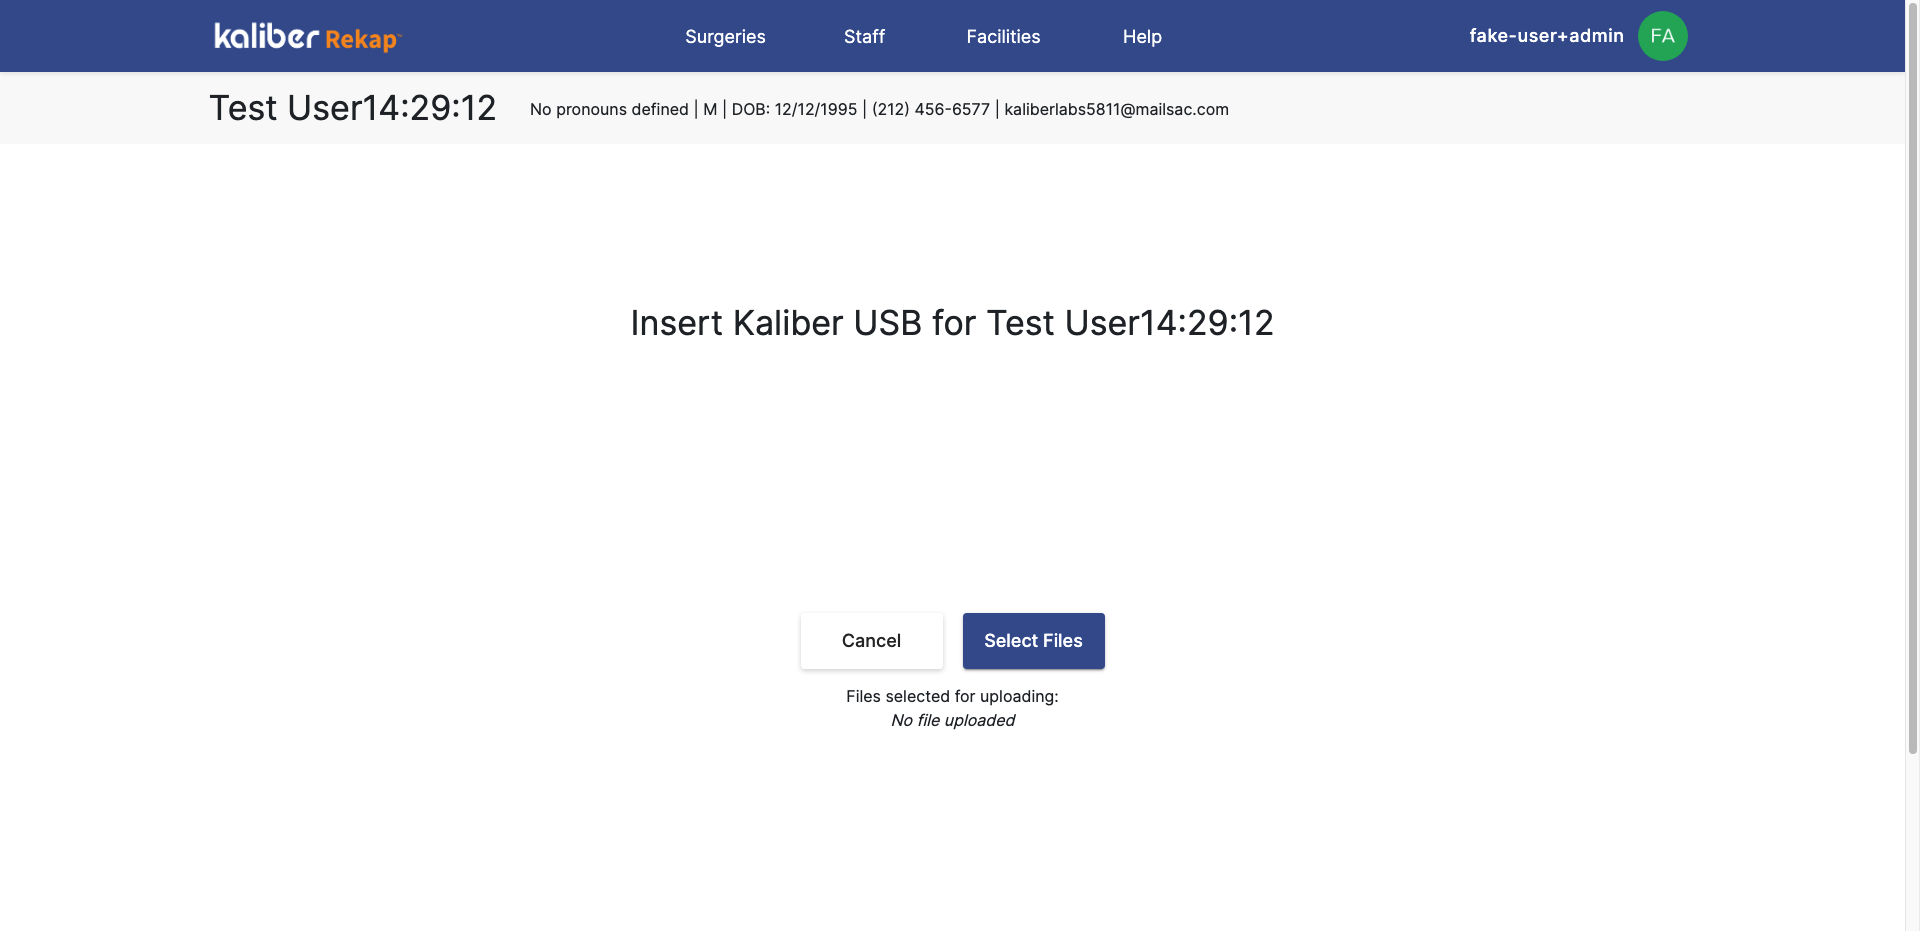 kaliber Rekap™
Surgeries
Staff
Facilities
Help
fake-user+admin
FA
Test User14:29:12
No pronouns defined | M | DOB: 12/12/1995 | (212) 456-6577 | kaliberlabs5811@mailsac.com
Insert Kaliber USB for Test User14:29:12
Cancel
Select Files
Files selected for uploading:
No file uploaded